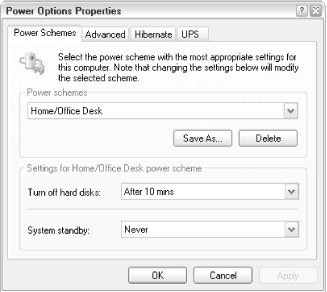 Power Options Properties
Power Schemes Advanced Hibernate UPS
Select the power scheme with the most appropriate settings for
this computer. Note that changing the settings below will modify
the selected scheme.
Power schemes
Home/Office Desk
Save As... Delete
Settings for Home/Office Desk power scheme
Turn off hard disks: After 10 mins
System standby: Never
OK Cancel Apply